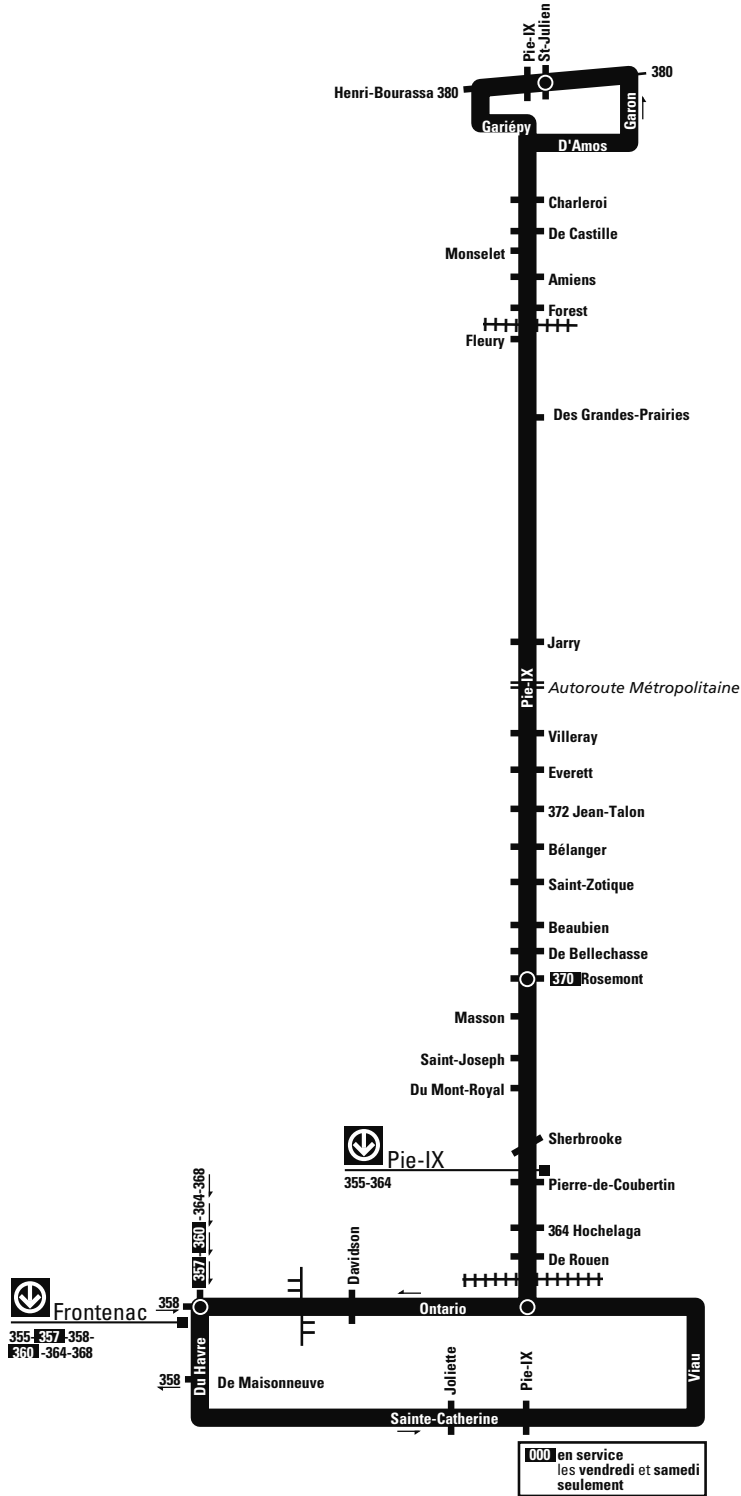 Pie-IX
St-Julien
380
Henri-Bourassa 380
Garon
Gariépy
D'Amos
Charleroi
De Castille
Monselet
Amiens
Forest
Fleury
Des Grandes-Prairies
Jarry
Pie-IX
Autoroute Métropolitaine
Villeray
Everett
372 Jean-Talon
Bélanger
Saint-Zotique
Beaubien
De Bellechasse
370 Rosemont
Masson
Saint-Joseph
Du Mont-Royal
Sherbrooke
Pie-IX
355-364
Pierre-de-Coubertin
364 Hochelaga
De Rouen
357-360-364-368
Davidson
Frontenac
358
355-357-358-
360-364-368
Ontario
Du Havre
Viau
358
De Maisonneuve
Joliette
Pie-IX
Sainte-Catherine
000 en service
les vendredi et samedi
seulement